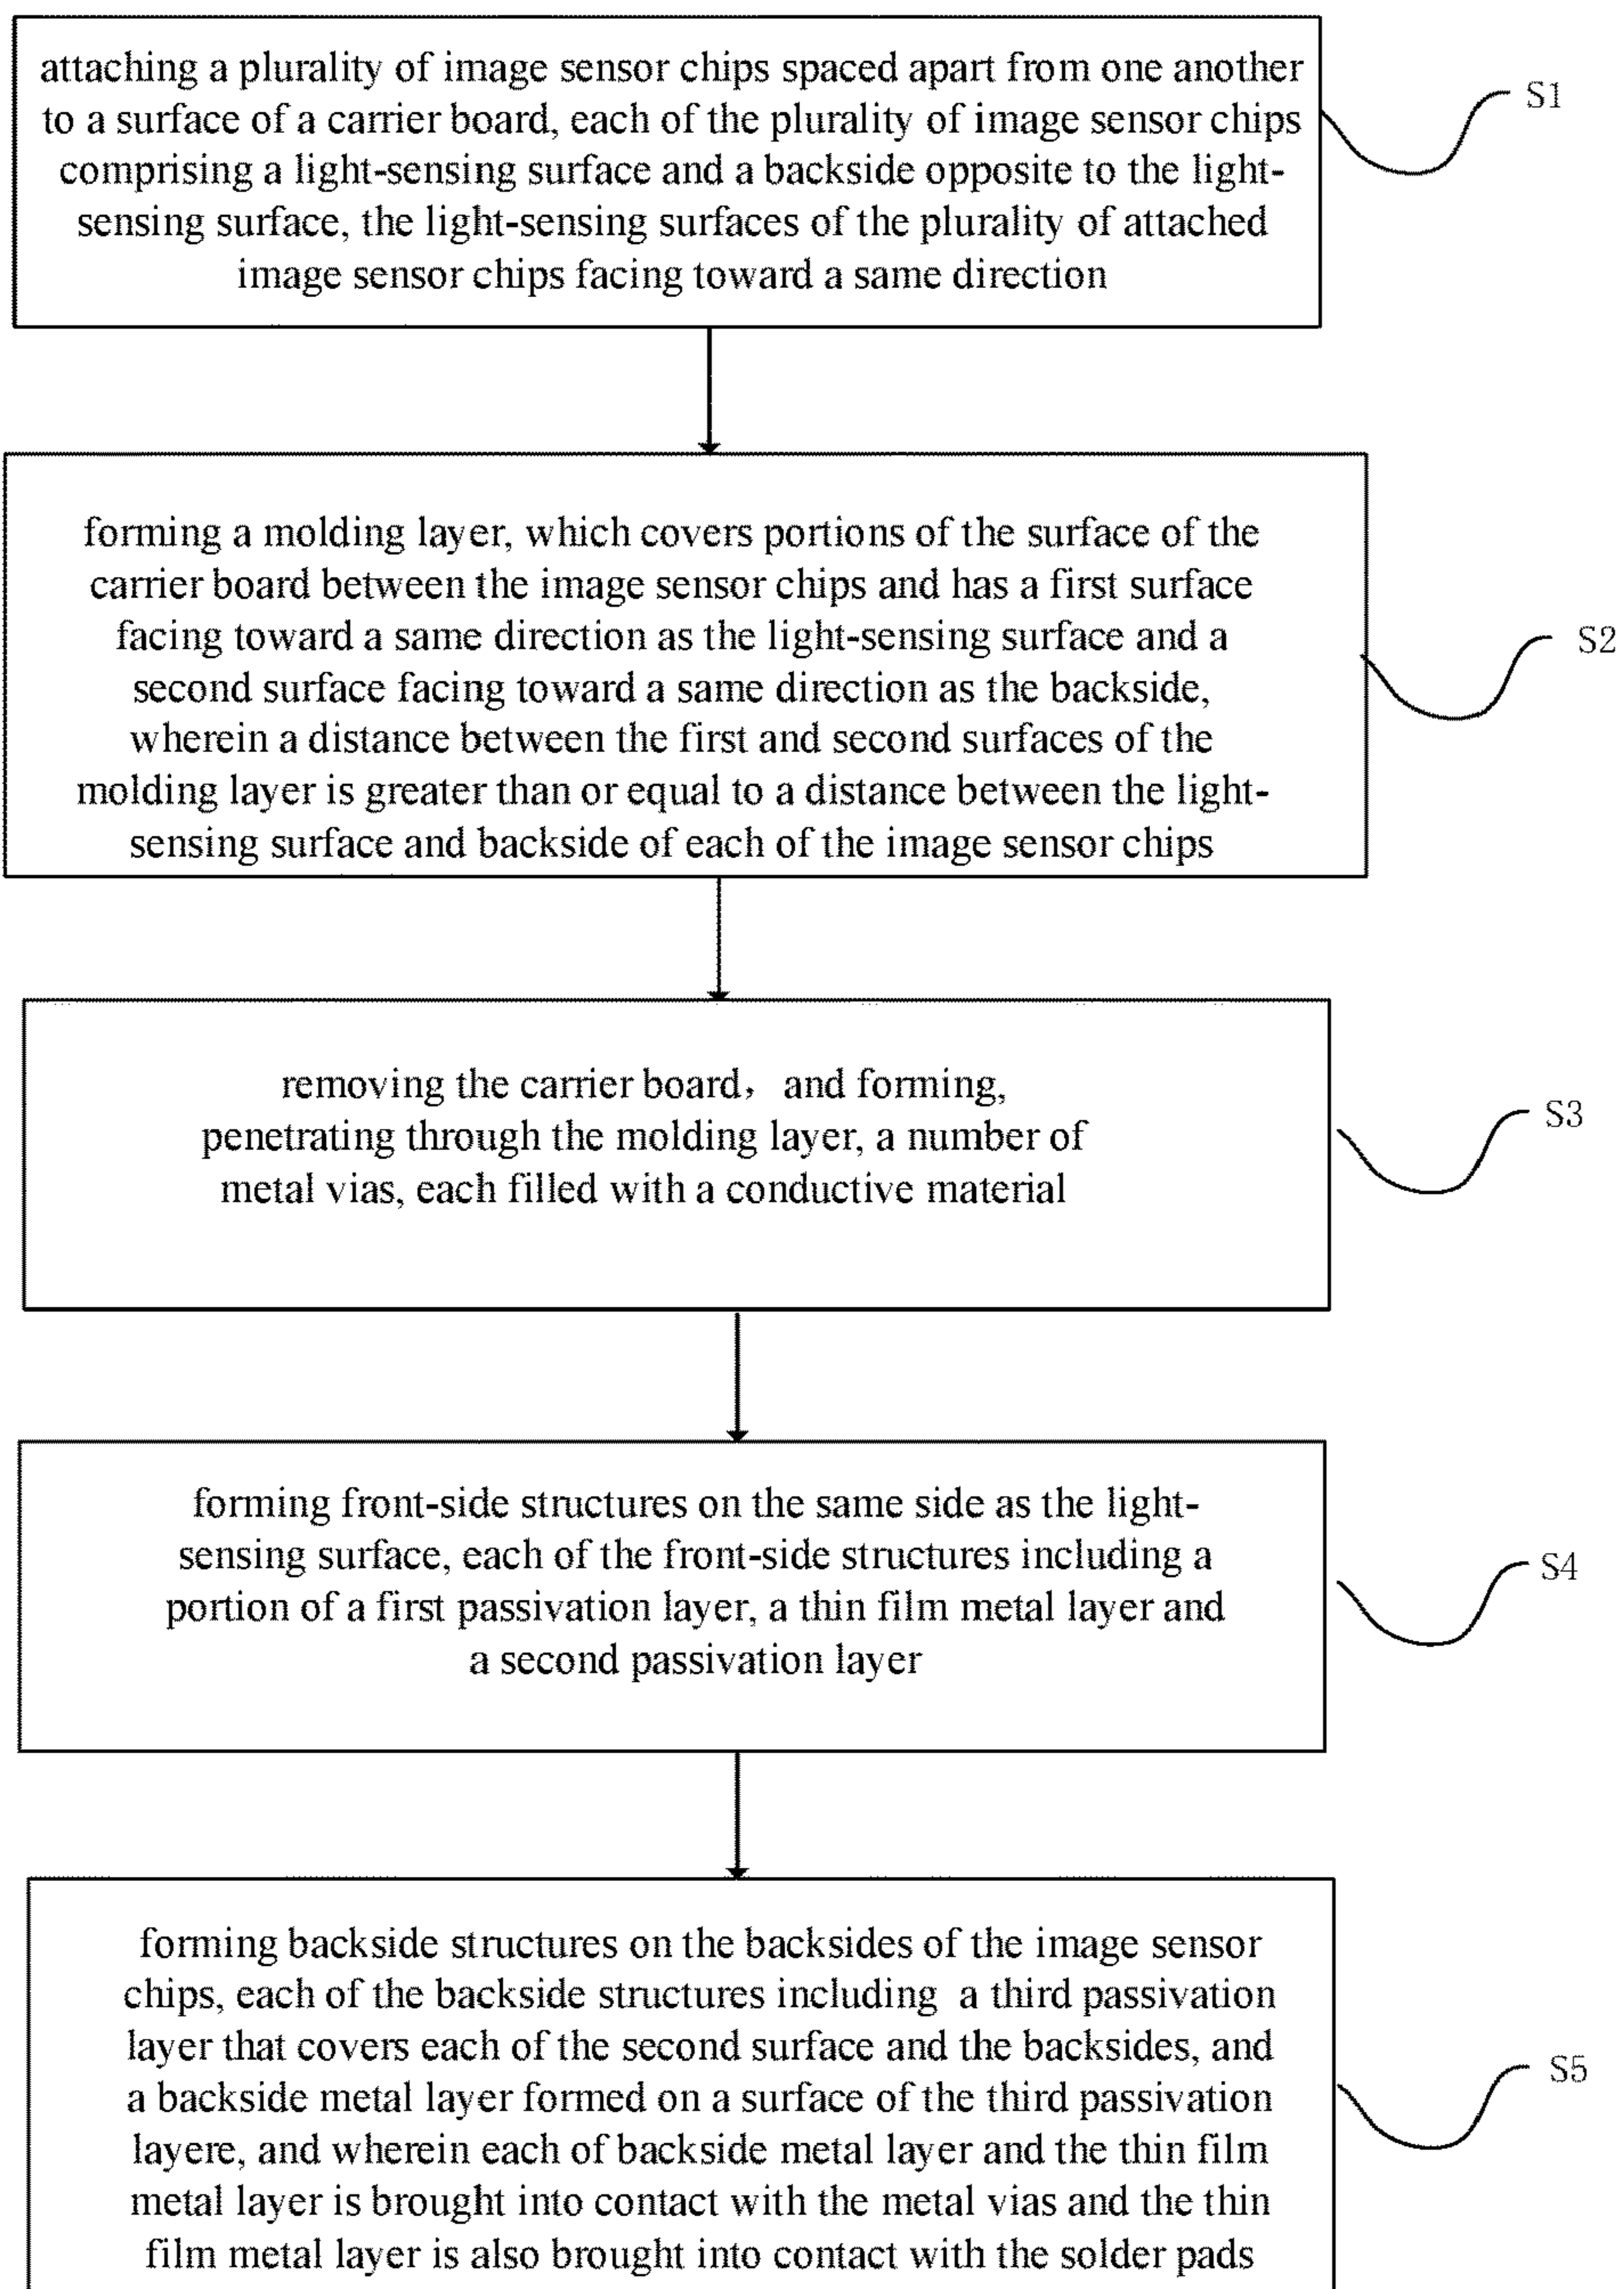 attaching a plurality of image sensor chips spaced apart from one another
to a surface of a carrier board, each of the plurality of image sensor chips
comprising a light-sensing surface and a backside opposite to the light-
sensing surface, the light-sensing surfaces of the plurality of attached
image sensor chips facing toward a same direction
S1
forming a molding layer, which covers portions of the surface of the
carrier board between the image sensor chips and has a first surface
facing toward a same direction as the light-sensing surface and a
second surface facing toward a same direction as the backside,
wherein a distance between the first and second surfaces of the
molding layer is greater than or equal to a distance between the light-
sensing surface and backside of each of the image sensor chips
S2
removing the carrier board， and forming,
penetrating through the molding layer, a number of
metal vias, each filled with a conductive material
S3
forming front-side structures on the same side as the light-
sensing surface, each of the front-side structures including a
portion of a first passivation layer, a thin film metal layer and
a second passivation layer
S4
forming backside structures on the backsides of the image sensor
chips, each of the backside structures including a third passivation
layer that covers each of the second surface and the backsides, and
a backside metal layer formed on a surface of the third passivation
layere, and wherein each of backside metal layer and the thin film
metal layer is brought into contact with the metal vias and the thin
film metal layer is also brought into contact with the solder pads
S5